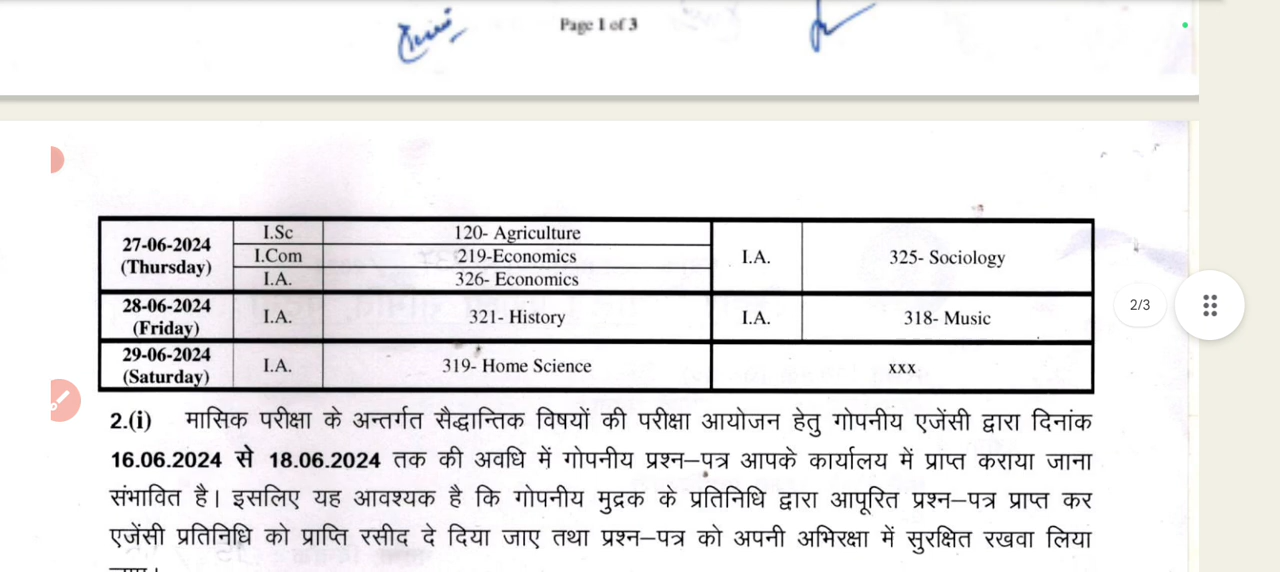 Page 1 of 3
27-06-2024 (Thursday) I.Sc 120- Agriculture I.A. 325- Sociology
I.Com 219-Economics
I.A. 326- Economics
28-06-2024 (Friday) I.A. 321- History I.A. 318- Music
29-06-2024 (Saturday) I.A. 319- Home Science xxx
2/3
2.(i) मासिक परीक्षा के अन्तर्गत सैद्धान्तिक विषयों की परीक्षा आयोजन हेतु गोपनीय एजेंसी द्वारा दिनांक
16.06.2024 से 18.06.2024 तक की अवधि में गोपनीय प्रश्न–पत्र आपके कार्यालय में प्राप्त कराया जाना
संभावित है। इसलिए यह आवश्यक है कि गोपनीय मुद्रक के प्रतिनिधि द्वारा आपूरित प्रश्न–पत्र प्राप्त कर
एजेंसी प्रतिनिधि को प्राप्ति रसीद दे दिया जाए तथा प्रश्न–पत्र को अपनी अभिरक्षा में सुरक्षित रखवा लिया